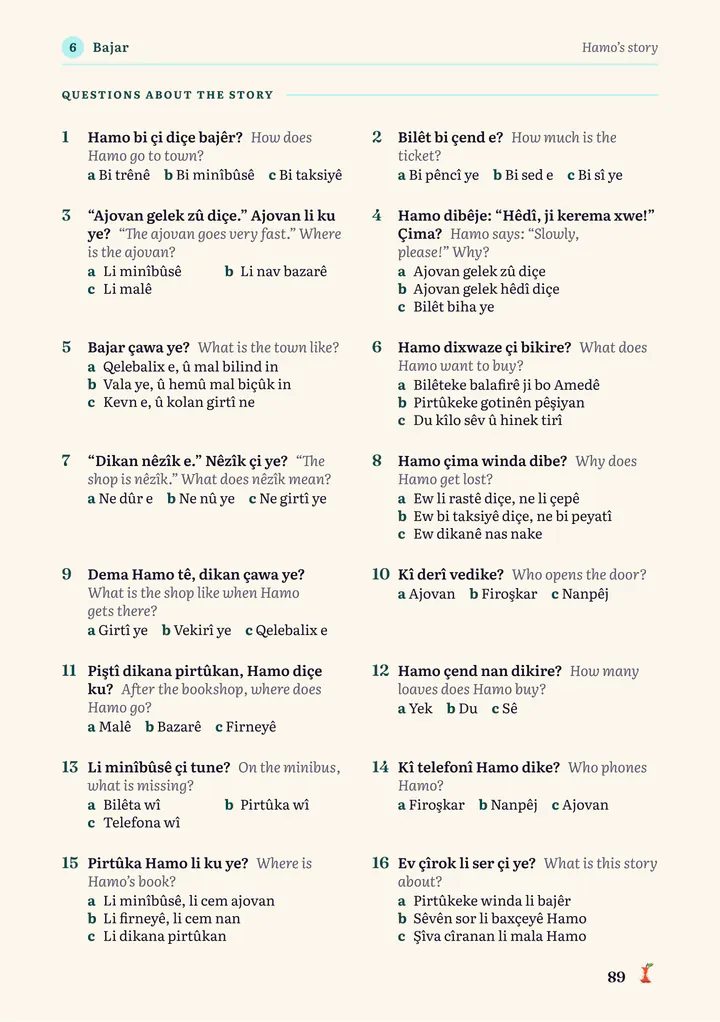 6 Bajar
Hamo's story
QUESTIONS ABOUT THE STORY
1 Hamo bi çi diçe bajêr? How does
Hamo go to town?
a Bi trênê b Bi minîbûsê c Bi taksiyê
2 Bilêt bi çend e? How much is the
ticket?
a Bi pêncî ye b Bi sed e c Bi sî ye
3 “Ajovan gelek zû diçe.” Ajovan li ku
ye? “The ajovan goes very fast.” Where
is the ajovan?
a Li minîbûsê b Li nav bazarê
c Li malê
4 Hamo dibêje: “Hêdî, ji kerema xwe!”
Çima? Hamo says: “Slowly,
please!” Why?
a Ajovan gelek zû diçe
b Ajovan gelek hêdî diçe
c Bilêt biha ye
5 Bajar çawa ye? What is the town like?
a Qelebalix e, û mal bilind in
b Vala ye, û hemû mal biçûk in
c Kevn e, û kolan girtî ne
6 Hamo dixwaze çi bikire? What does
Hamo want to buy?
a Bilêteke balafirê ji bo Amedê
b Pirtûkeke gotinên pêşiyan
c Du kîlo sêv û hinek tirî
7 “Dikan nêzîk e.” Nêzîk çi ye? “The
shop is nêzîk.” What does nêzîk mean?
a Ne dûr e b Ne nû ye c Ne girtî ye
8 Hamo çima winda dibe? Why does
Hamo get lost?
a Ew li rastê diçe, ne li çepê
b Ew bi taksiyê diçe, ne bi peyatî
c Ew dikanê nas nake
9 Dema Hamo tê, dikan çawa ye?
What is the shop like when Hamo
gets there?
a Girtî ye b Vekirî ye c Qelebalix e
10 Kî derî vedike? Who opens the door?
a Ajovan b Firoşkar c Nanpêj
11 Piştî dikana pirtûkan, Hamo diçe
ku? After the bookshop, where does
Hamo go?
a Malê b Bazarê c Firneyê
12 Hamo çend nan dikire? How many
loaves does Hamo buy?
a Yek b Du c Sê
13 Li minîbûsê çi tune? On the minibus,
what is missing?
a Bilêta wî b Pirtûka wî
c Telefona wî
14 Kî telefonî Hamo dike? Who phones
Hamo?
a Firoşkar b Nanpêj c Ajovan
15 Pirtûka Hamo li ku ye? Where is
Hamo's book?
a Li minîbûsê, li cem ajovan
b Li firneyê, li cem nan
c Li dikana pirtûkan
16 Ev çîrok li ser çi ye? What is this story
about?
a Pirtûkeke winda li bajêr
b Sêvên sor li baxçeyê Hamo
c Şîva cîranan li mala Hamo
89